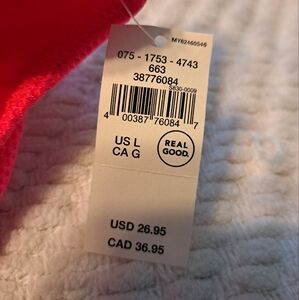 MY82460546
075 - 1753 - 4743
663
38776084
5830-0009
4 00387 76084 7
US L
CA G
REAL
GOOD.
USD 26.95
CAD 36.95